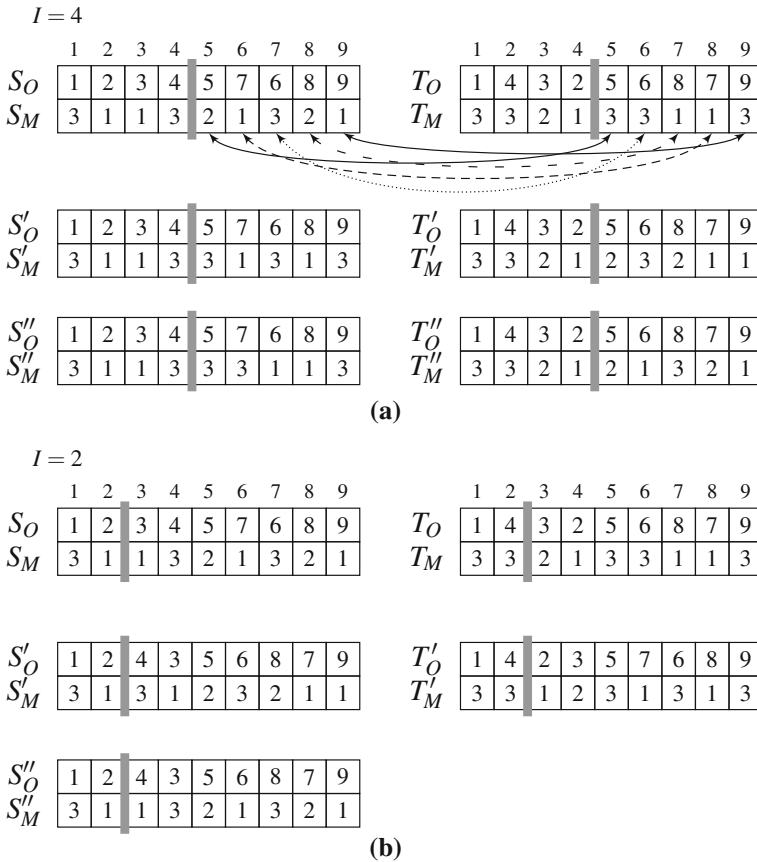 I = 4
1 2 3 4 5 6 7 8 9 1 2 3 4 5 6 7 8 9
S_O 1 2 3 4 5 7 6 8 9 T_O 1 4 3 2 5 6 8 7 9
S_M 3 1 1 3 2 1 3 2 1 T_M 3 3 2 1 3 3 1 1 3
S'_O 1 2 3 4 5 7 6 8 9 T'_O 1 4 3 2 5 6 8 7 9
S'_M 3 1 1 3 3 1 3 1 3 T'_M 3 3 2 1 2 3 2 1 1
S''_O 1 2 3 4 5 7 6 8 9 T''_O 1 4 3 2 5 6 8 7 9
S''_M 3 1 1 3 3 1 1 3 T''_M 3 3 2 1 2 1 3 2 1
(a)
I = 2
1 2 3 4 5 6 7 8 9 1 2 3 4 5 6 7 8 9
S_O 1 2 3 4 5 7 6 8 9 T_O 1 4 3 2 5 6 8 7 9
S_M 3 1 1 3 2 1 3 2 1 T_M 3 3 2 1 3 3 1 1 3
S'_O 1 2 4 3 5 6 8 7 9 T'_O 1 4 2 3 5 7 6 8 9
S'_M 3 1 3 1 2 3 2 1 1 T'_M 3 3 1 2 3 1 3 1 3
S''_O 1 2 4 3 5 6 8 7 9
S''_M 3 1 1 3 2 1 3 2 1
(b)